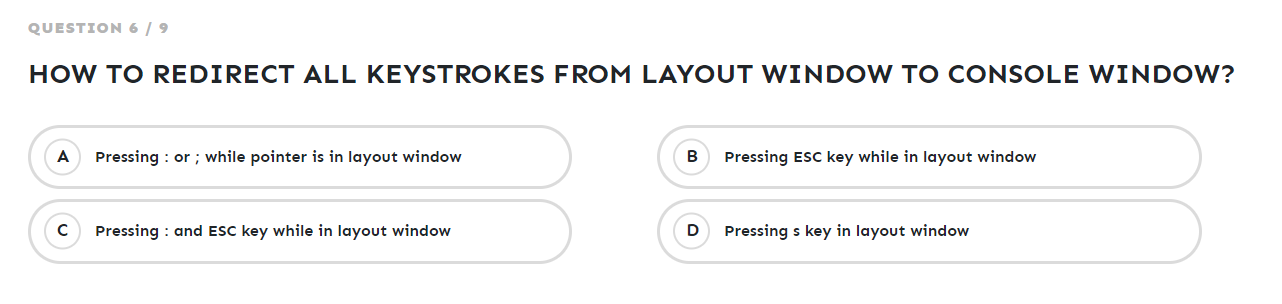 QUESTION 6 / 9
HOW TO REDIRECT ALL KEYSTROKES FROM LAYOUT WINDOW TO CONSOLE WINDOW?
A Pressing : or ; while pointer is in layout window
B Pressing ESC key while in layout window
C Pressing : and ESC key while in layout window
D Pressing s key in layout window